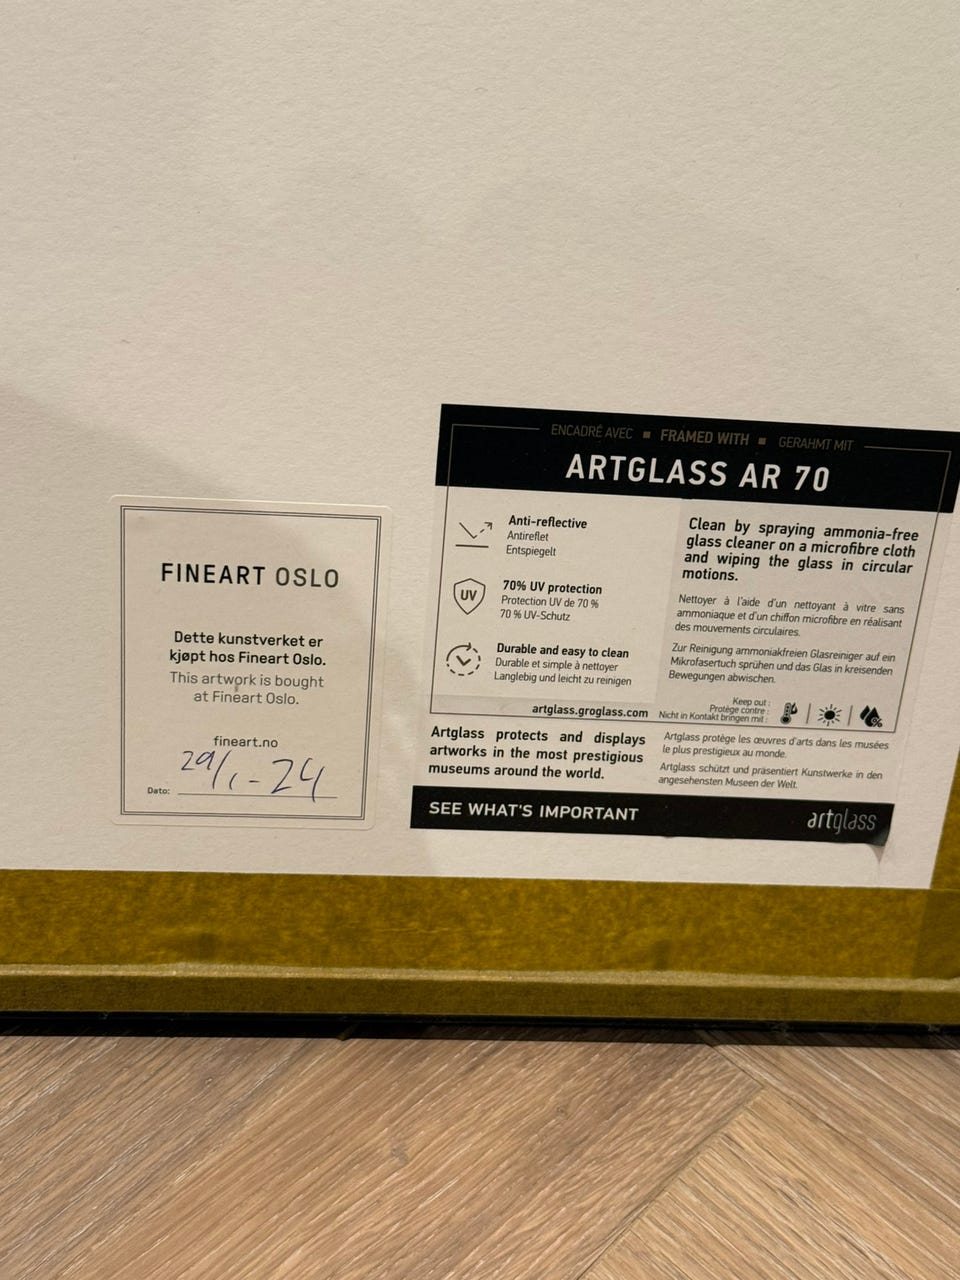 FINEART OSLO
Dette kunstverket er
kjøpt hos Fineart Oslo.
This artwork is bought
at Fineart Oslo.
fineart.no
Dato: 29/1-24
ENCADRÉ AVEC ■ FRAMED WITH ■ GERAHMT MIT
ARTGLASS AR 70
Anti-reflective
Antireflet
Entspiegelt
UV
70% UV protection
Protection UV de 70 %
70 % UV-Schutz
Durable and easy to clean
Durable et simple à nettoyer
Langlebig und leicht zu reinigen
Clean by spraying ammonia-free
glass cleaner on a microfibre cloth
and wiping the glass in circular
motions.
Nettoyer à l'aide d'un nettoyant à vitre sans
ammoniaque et d'un chiffon microfibre en réalisant
des mouvements circulaires.
Zur Reinigung ammoniakfreien Glasreiniger auf ein
Mikrofasertuch sprühen und das Glas in kreisenden
Bewegungen abwischen.
artglass.groglass.com
Keep out :
Protège contre :
Nicht in Kontakt bringen mit :
%
Artglass protects and displays
artworks in the most prestigious
museums around the world.
Artglass protège les œuvres d'arts dans les musées
le plus prestigieux au monde.
Artglass schützt und präsentiert Kunstwerke in den
angesehensten Museen der Welt.
SEE WHAT'S IMPORTANT
artglass